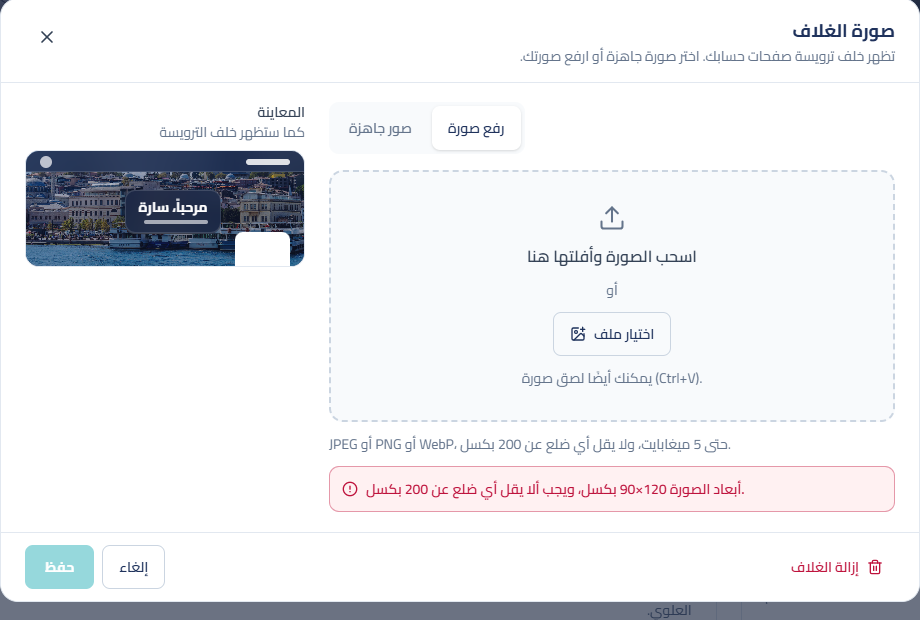 صورة الغلاف
تظهر خلف ترويسة صفحات حسابك. اختر صورة جاهزة أو ارفع صورتك.
رفع صورة
صور جاهزة
اسحب الصورة وأفلتها هنا
أو
اختيار ملف
يمكنك أيضًا لصق صورة (Ctrl+V).
JPEG أو PNG أو WebP، حتى 5 ميغابايت، ولا يقل أي ضلع عن 200 بكسل.
أبعاد الصورة 120×90 بكسل، ويجب ألا يقل أي ضلع عن 200 بكسل.
المعاينة
كما ستظهر خلف الترويسة
مرحباً، سارة
إزالة الغلاف
إلغاء
حفظ
العلوي.